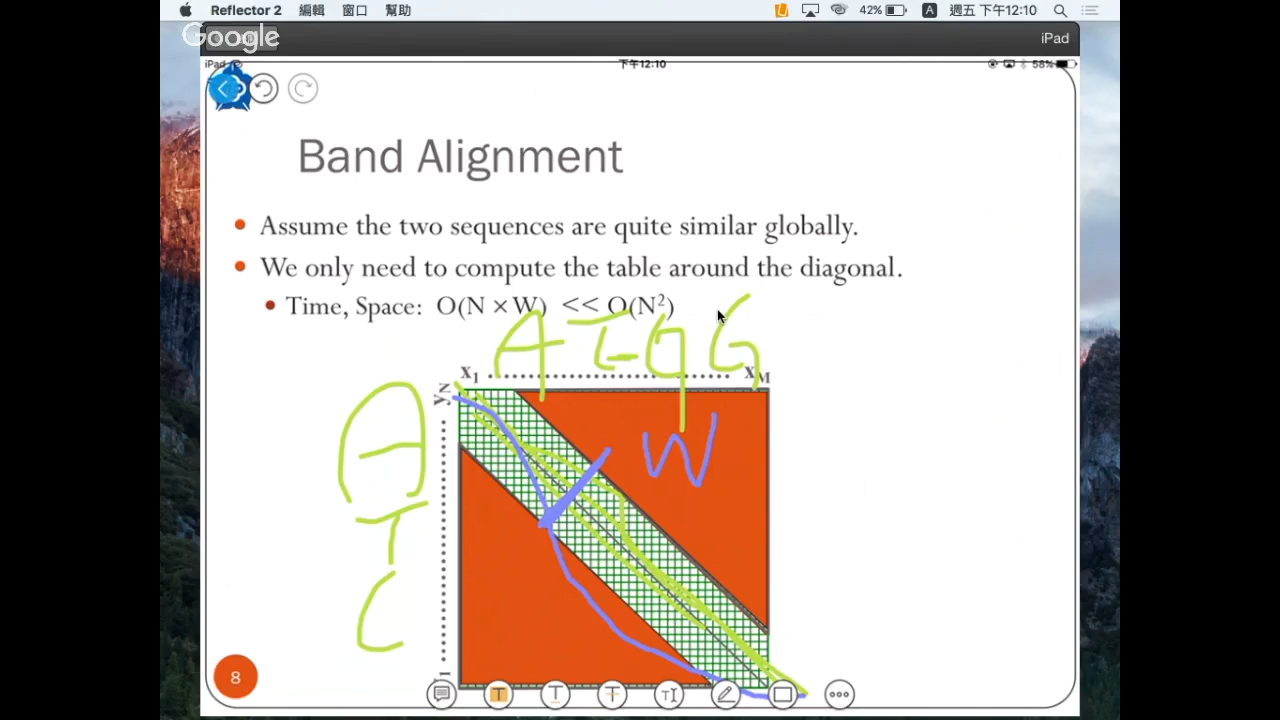 Reflector 2 編輯 窗口 幫助 42% A 週五 下午12:10
Google
iPad
iPad 下午12:10 58%
Band Alignment
Assume the two sequences are quite similar globally.
We only need to compute the table around the diagonal.
Time, Space: O(N × W) << O(N²)
A T G G
x₁ xM
yN
W
A
T
C
8
T T T T